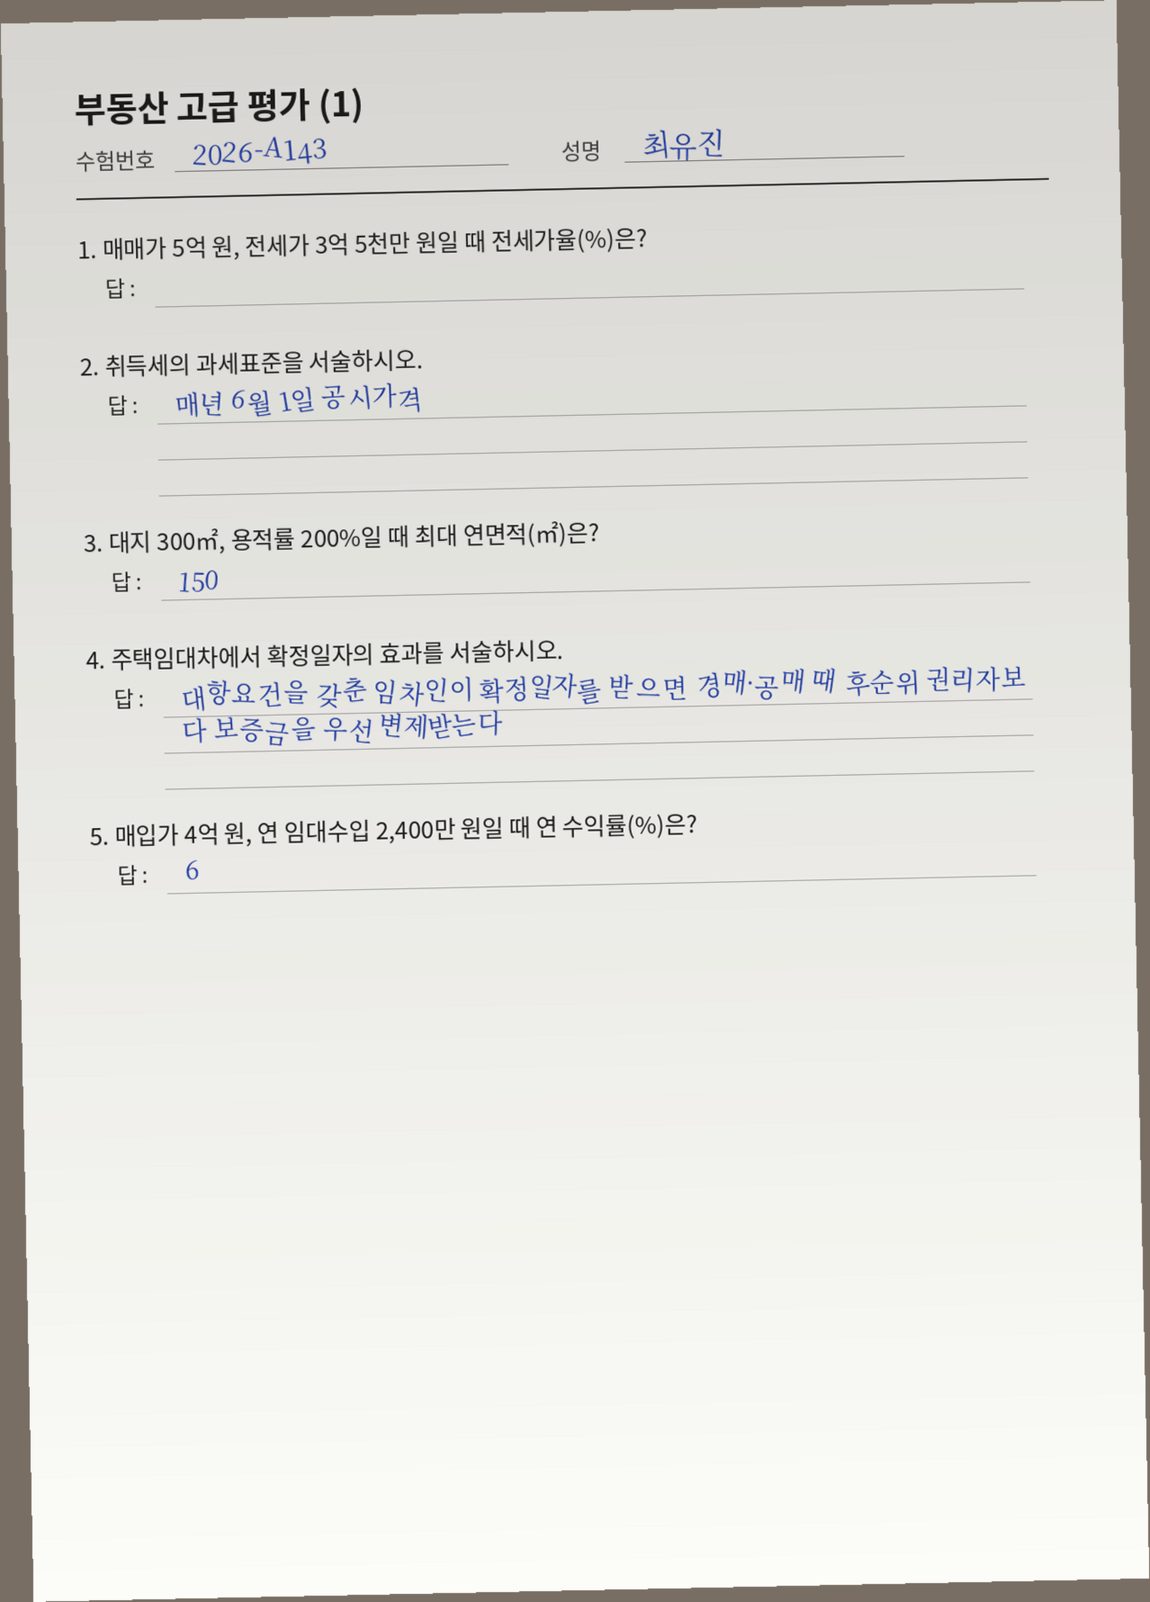 부동산 고급 평가 (1)
수험번호 2026-A143 성명 최유진
1. 매매가 5억 원, 전세가 3억 5천만 원일 때 전세가율(%)은?
답 :
2. 취득세의 과세표준을 서술하시오.
답 : 매년 6월 1일 공시가격
3. 대지 300㎡, 용적률 200%일 때 최대 연면적(㎡)은?
답 : 150
4. 주택임대차에서 확정일자의 효과를 서술하시오.
답 : 대항요건을 갖춘 임차인이 확정일자를 받으면 경매·공매 때 후순위 권리자보
다 보증금을 우선 변제받는다
5. 매입가 4억 원, 연 임대수입 2,400만 원일 때 연 수익률(%)은?
답 : 6